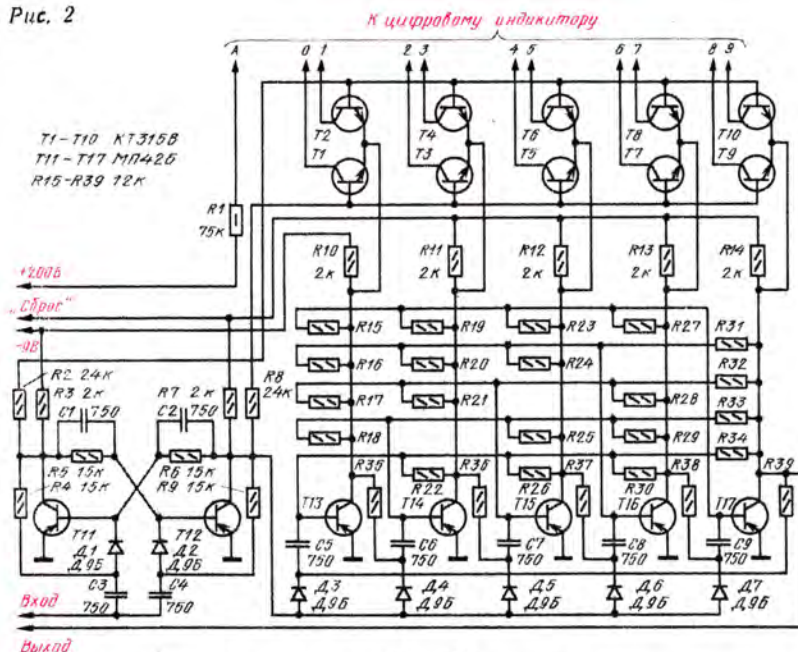 Рис. 2
К цифровому индикатору
A 0 1 2 3 4 5 6 7 8 9
T2 T4 T6 T8 T10
T1 T3 T5 T7 T9
T1-T10 КТ315В
T11-T17 МП42Б
R15-R39 12к
R1
75к
R10 R11 R12 R13 R14
2к 2к 2к 2к 2к
+200В
„Сброс"
-9В
R15 R19 R23 R27 R31
R16 R20 R24 R32
R17 R21 R28 R33
R18 R25 R29 R34
R2 24к R7 2к R8
R3 2к 24к
C1 750 C2 750
R5 15к R6 15к
R4 15к R9 15к
R35 R22 R36 R26 R37 R30 R38 R39
T13 T14 T15 T16 T17
T11 T12
Д1 Д2
Д9Б Д9Б
C5 C6 C7 C8 C9
750 750 750 750 750
C3 C4
750 750
Д3 Д4 Д5 Д6 Д7
Д9Б Д9Б Д9Б Д9Б Д9Б
Вход
Выход